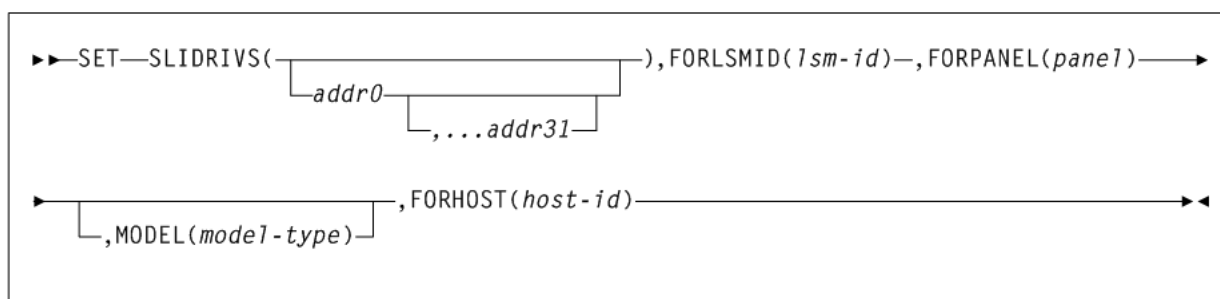 SET SLIDRIVS( ),FORLSMID(lsm-id) ,FORPANEL(panel)
addr0
,...addr31
,FORHOST(host-id)
,MODEL(model-type)